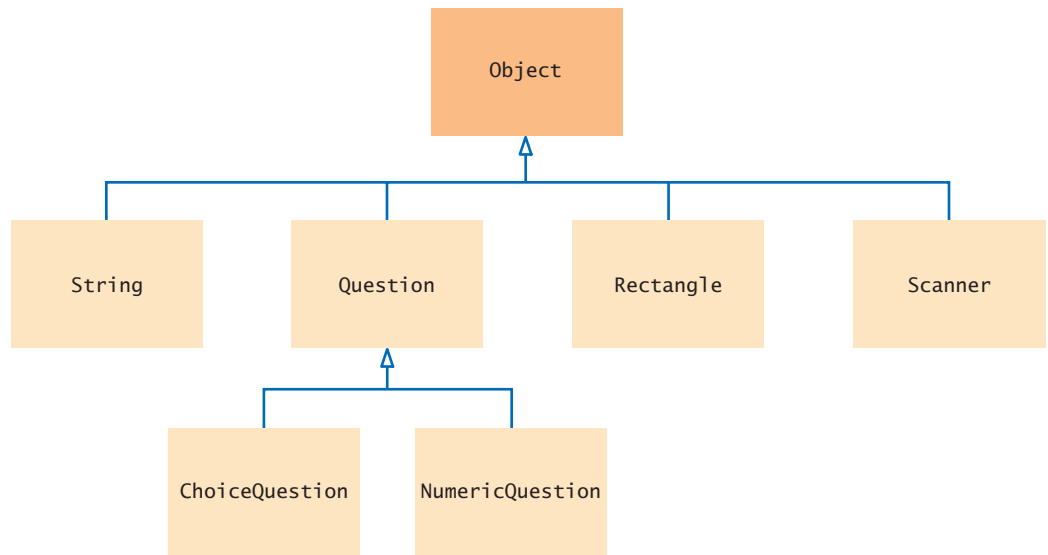 Object
String
Question
Rectangle
Scanner
ChoiceQuestion
NumericQuestion